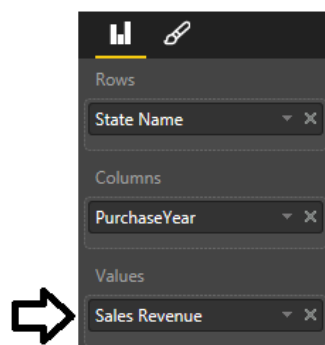 Rows
State Name
Columns
PurchaseYear
Values
Sales Revenue